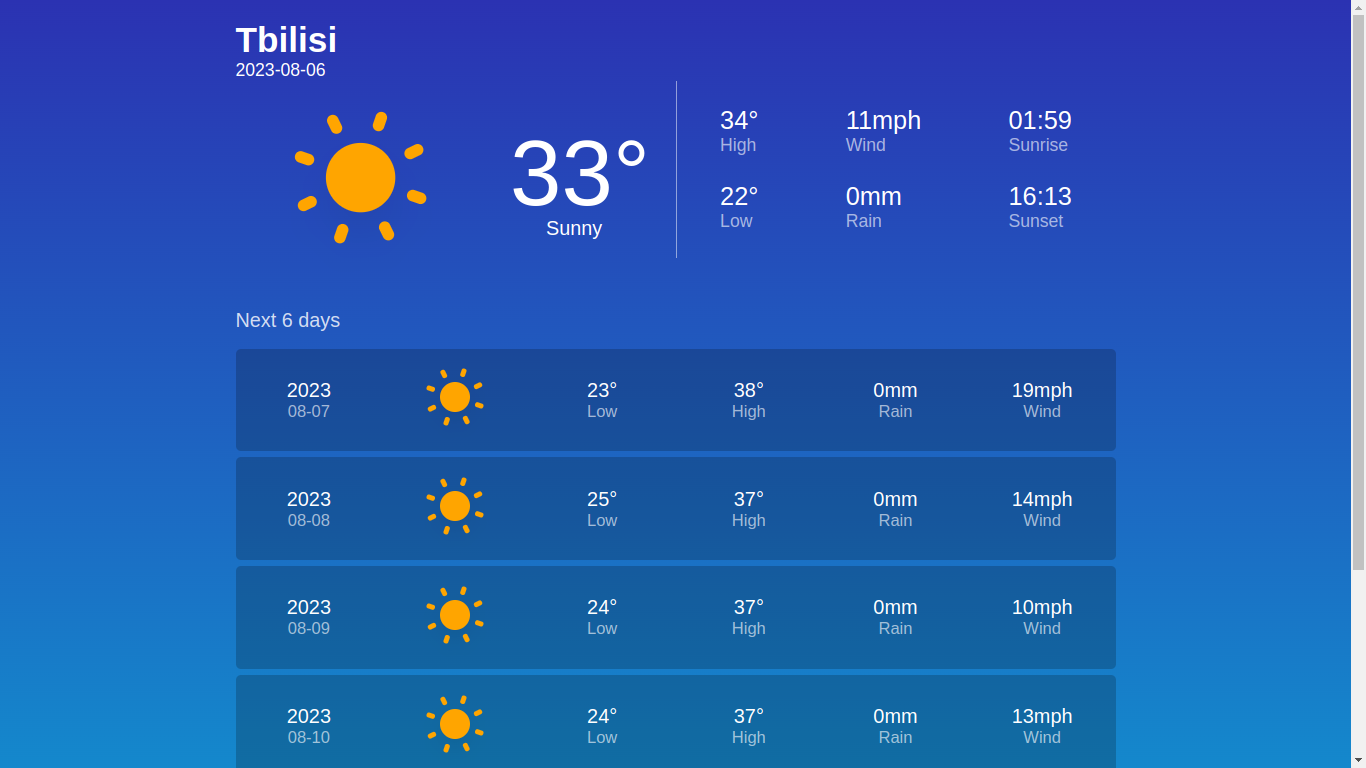 Tbilisi
2023-08-06
33°
Sunny
34°
High
11mph
Wind
01:59
Sunrise
22°
Low
0mm
Rain
16:13
Sunset
Next 6 days
2023
08-07
23°
Low
38°
High
0mm
Rain
19mph
Wind
2023
08-08
25°
Low
37°
High
0mm
Rain
14mph
Wind
2023
08-09
24°
Low
37°
High
0mm
Rain
10mph
Wind
2023
08-10
24°
Low
37°
High
0mm
Rain
13mph
Wind